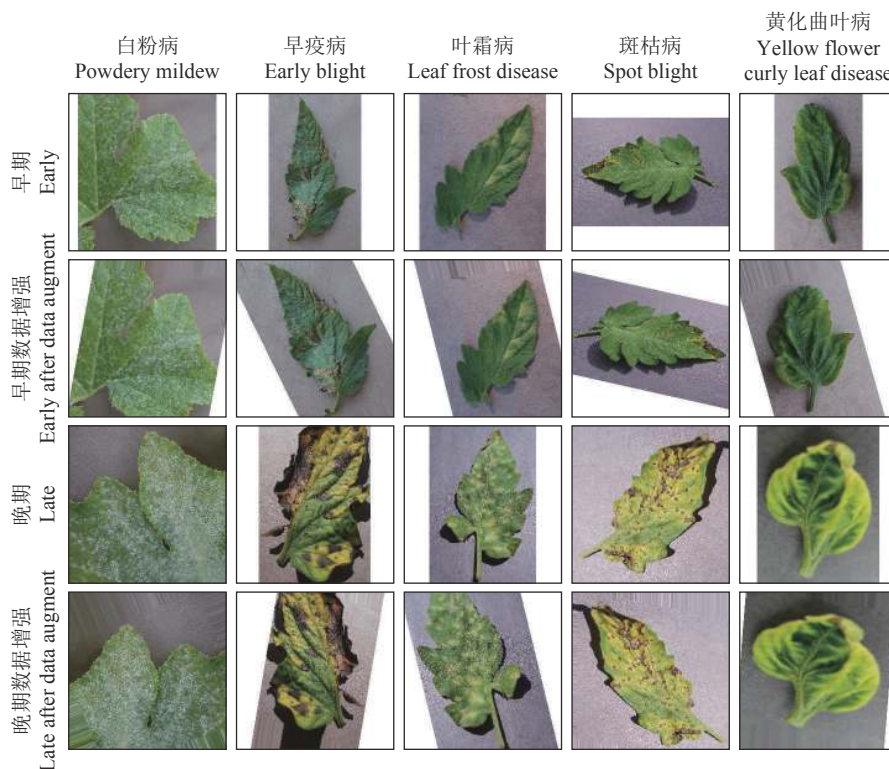 白粉病
Powdery mildew
早疫病
Early blight
叶霜病
Leaf frost disease
斑枯病
Spot blight
黄化曲叶病
Yellow flower
curly leaf disease
早期
Early
早期数据增强
Early after data augment
晚期
Late
晚期数据增强
Late after data augment